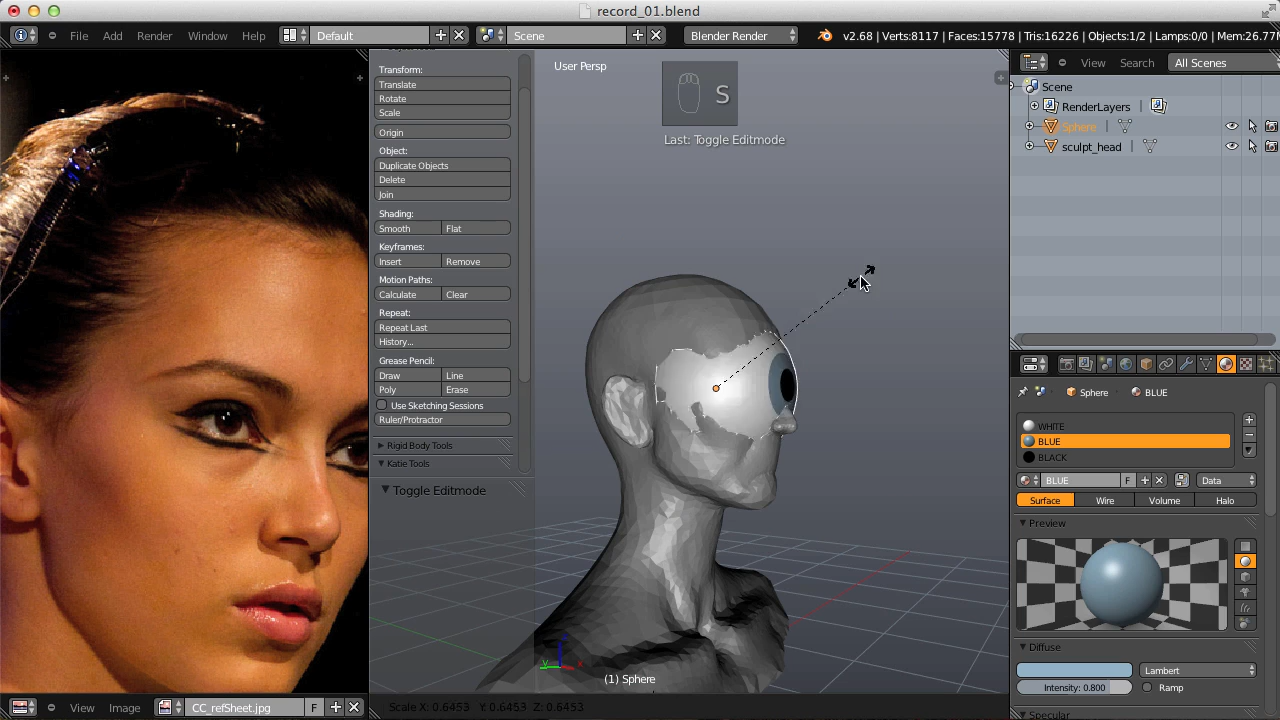 record_01.blend
File Add Render Window Help Default Scene Blender Render v2.68 | Verts:8117 | Faces:15778 | Tris:16226 | Objects:1/2 | Lamps:0/0 | Mem:26.77
View Search All Scenes
Scene
RenderLayers |
Sphere |
sculpt_head |
Transform:
Translate
Rotate
Scale
Origin
Object:
Duplicate Objects
Delete
Join
Shading:
Smooth Flat
Keyframes:
Insert Remove
Motion Paths:
Calculate Clear
Repeat:
Repeat Last
History...
Grease Pencil:
Draw Line
Poly Erase
Use Sketching Sessions
Ruler/Protractor
Rigid Body Tools
Katie Tools
Toggle Editmode
User Persp
S
Last: Toggle Editmode
(1) Sphere
Scale X: 0.6453 Y: 0.6453 Z: 0.6453
Sphere BLUE
WHITE
BLUE
BLACK
BLUE F Data
Surface Wire Volume Halo
Preview
Diffuse
Lambert
Intensity: 0.800 Ramp
Specular
View Image CC_refSheet.jpg F